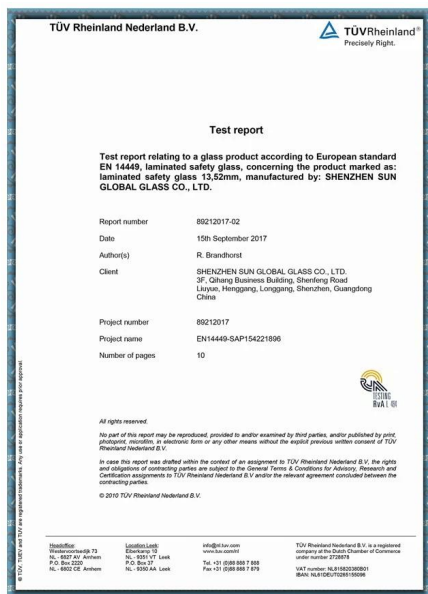 TÜV Rheinland Nederland B.V.
TÜVRheinland®
Precisely Right.
Test report
Test report relating to a glass product according to European standard
EN 14449, laminated safety glass, concerning the product marked as:
laminated safety glass 13,52mm, manufactured by: SHENZHEN SUN
GLOBAL GLASS CO., LTD.
Report number 89212017-02
Date 15th September 2017
Author(s) R. Brandhorst
Client SHENZHEN SUN GLOBAL GLASS CO., LTD.
3F, Qihang Business Building, Shenfeng Road
Liuyue, Henggang, Longgang, Shenzhen, Guangdong
China
Project number 89212017
Project name EN14449-SAP154221896
Number of pages 10
TESTING
RvA L
All rights reserved.
No part of this report may be reproduced, provided to and/or examined by third parties, and/or published by print,
photoprint, microfilm, in electronic form or any other means without the explicit previous written consent of TÜV
Rheinland Nederland B.V.
In case this report was drafted within the context of an assignment to TÜV Rheinland Nederland B.V., the rights
and obligations of contracting parties are subject to the General Terms & Conditions for Advisory, Research and
Certification assignments to TÜV Rheinland Nederland B.V and/or the relevant agreement concluded between the
contracting parties.
© 2010 TÜV Rheinland Nederland B.V.
® TÜV, TUEV and TUV are registered trademarks. Any use or application requires prior approval.
Headoffice:
Westervoortsedijk 73
NL - 6827 AV Arnhem
P.O. Box 2220
NL - 6802 CE Arnhem
Location Leek:
Eiberkamp 10
NL - 9351 VT Leek
P.O. Box 37
NL - 9350 AA Leek
info@nl.tuv.com
www.tuv.com/nl
Tel. +31 (0)88 888 7 888
Fax +31 (0)88 888 7 879
TÜV Rheinland Nederland B.V. is a registered
company at the Dutch Chamber of Commerce
under number 27288788
VAT number: NL815820380B01
IBAN: NL61DEUT0265155096